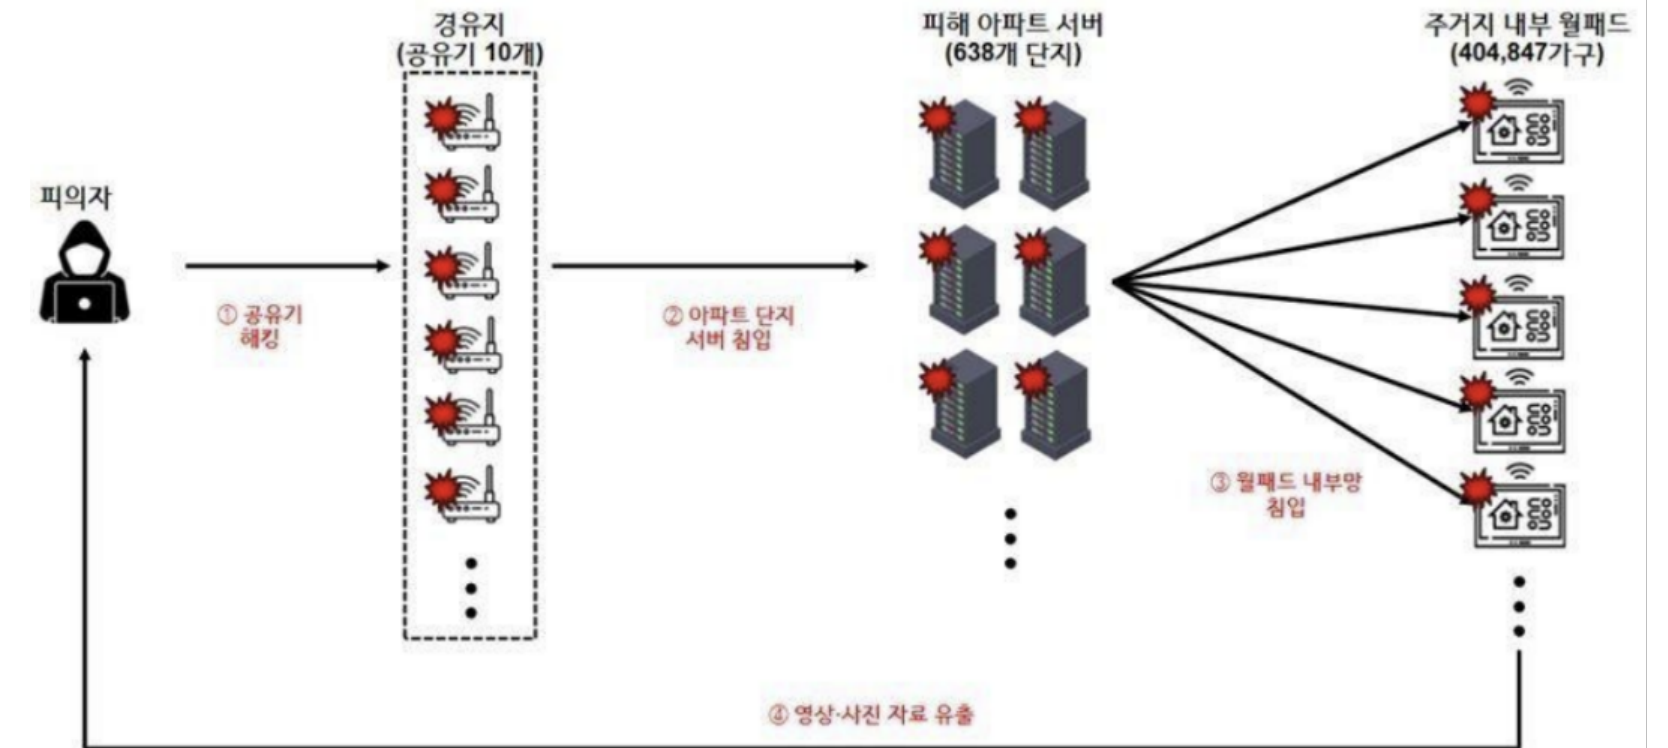 경유지
(공유기 10개)
피해 아파트 서버
(638개 단지)
주거지 내부 월패드
(404,847가구)
피의자
① 공유기
해킹
② 아파트 단지
서버 침입
③ 월패드 내부망
침입
④ 영상·사진 자료 유출